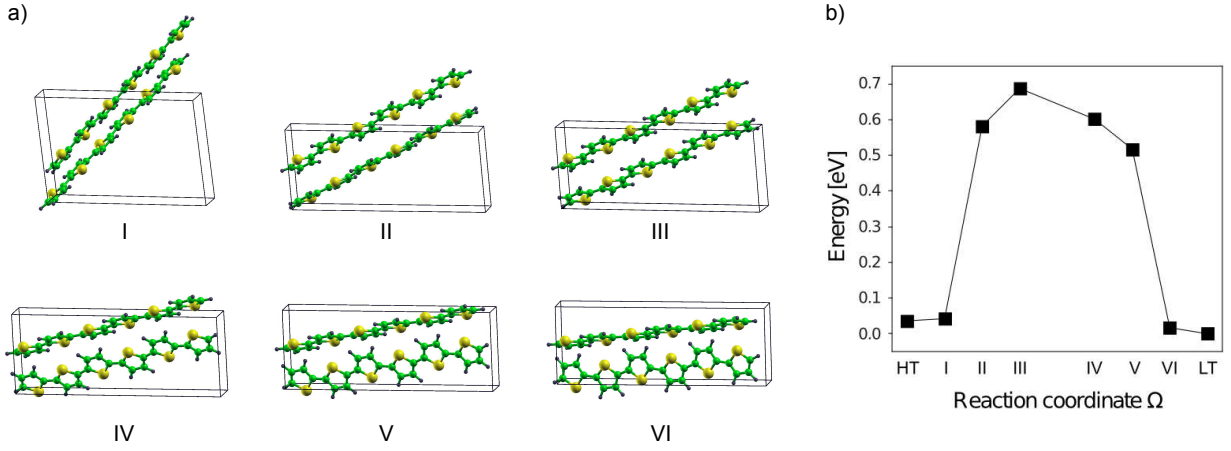 a)
I
II
III
IV
V
VI
b)
Energy [eV]
0.7
0.6
0.5
0.4
0.3
0.2
0.1
0.0
HT I II III IV V VI LT
Reaction coordinate Ω